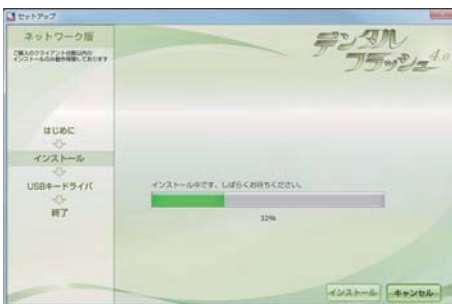 セットアップ
ネットワーク版
ご購入のクライアント台数以内の
インストールのみ動作保障しております
デンタル
フラッシュ4.0
はじめに
インストール
USBキードライバ
終了
インストール中です。しばらくお待ちください。
32%
インストール
キャンセル